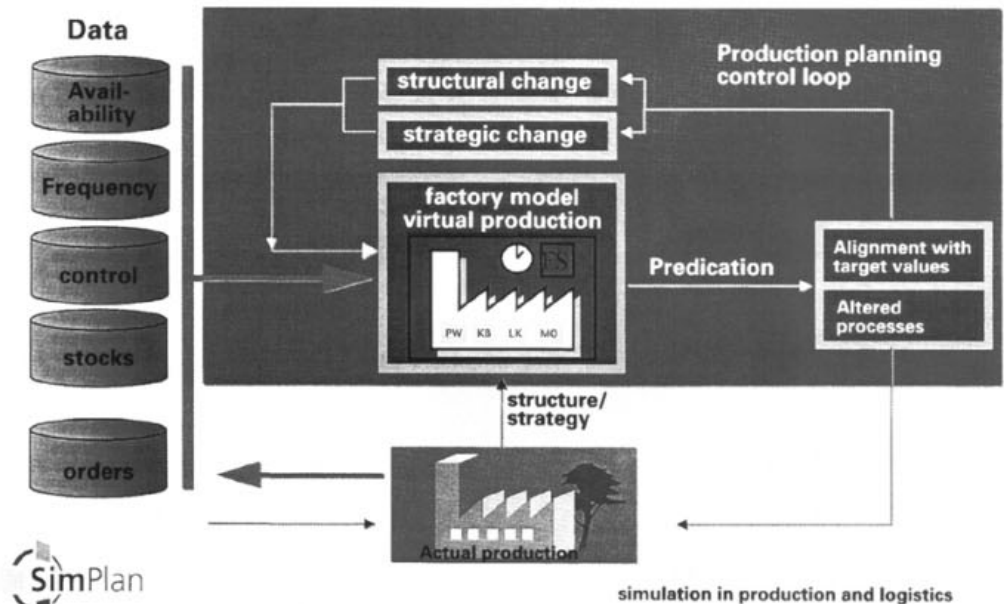 Data
Avail-
ability
Frequency
control
stocks
orders
Production planning
control loop
structural change
strategic change
factory model
virtual production
FS
PW KB LK MO
Predication
Alignment with
target values
Altered
processes
structure/
strategy
Actual production
SimPlan
simulation in production and logistics